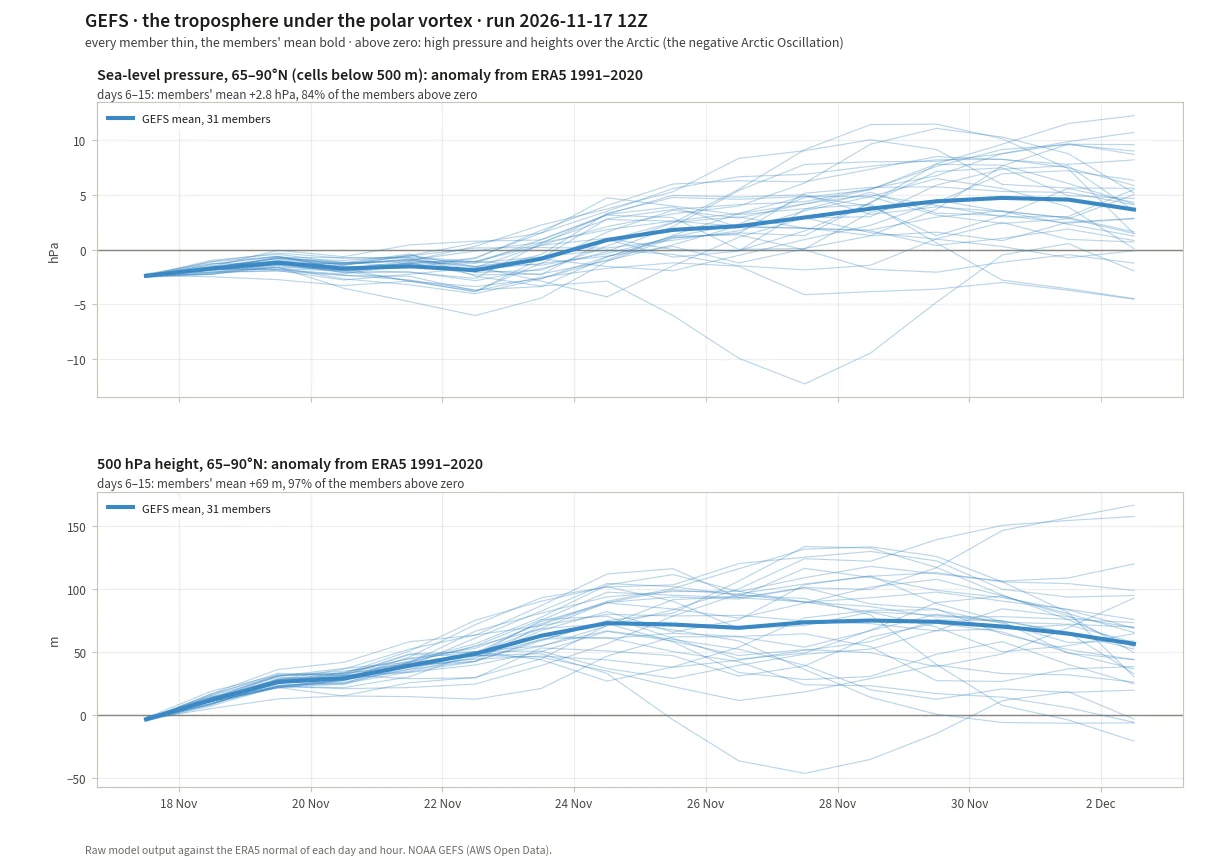 GEFS · the troposphere under the polar vortex · run 2026-11-17 12Z
every member thin, the members' mean bold · above zero: high pressure and heights over the Arctic (the negative Arctic Oscillation)
Sea-level pressure, 65–90°N (cells below 500 m): anomaly from ERA5 1991–2020
days 6–15: members' mean +2.8 hPa, 84% of the members above zero
GEFS mean, 31 members
10
5
0
−5
−10
hPa
500 hPa height, 65–90°N: anomaly from ERA5 1991–2020
days 6–15: members' mean +69 m, 97% of the members above zero
GEFS mean, 31 members
150
100
50
0
−50
m
18 Nov 20 Nov 22 Nov 24 Nov 26 Nov 28 Nov 30 Nov 2 Dec
Raw model output against the ERA5 normal of each day and hour. NOAA GEFS (AWS Open Data).